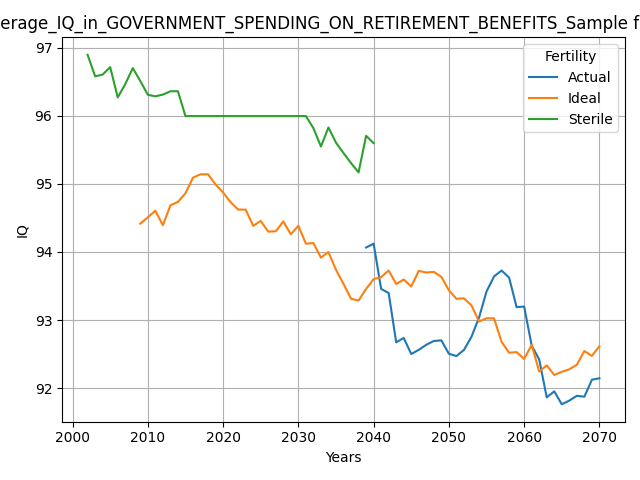 erage_IQ_in_GOVERNMENT_SPENDING_ON_RETIREMENT_BENEFITS_Sample f
97
96
95
94
93
92
IQ
Fertility
Actual
Ideal
Sterile
2000 2010 2020 2030 2040 2050 2060 2070
Years